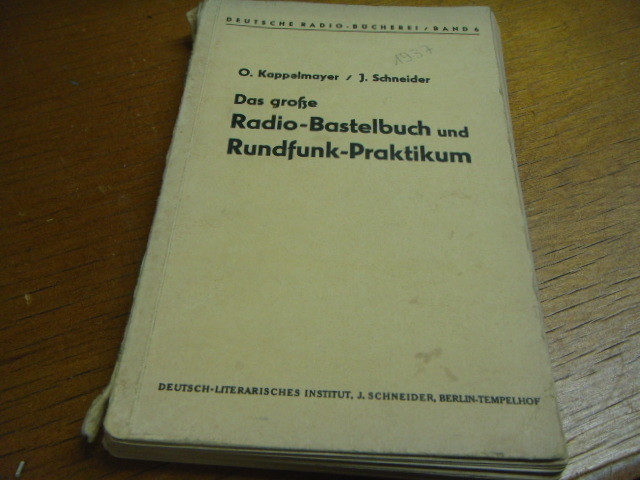 DEUTSCHE RADIO-BÜCHEREI / BAND 6
1937
O. Kappelmayer / J. Schneider
Das große
Radio-Bastelbuch und
Rundfunk-Praktikum
DEUTSCH-LITERARISCHES INSTITUT, J. SCHNEIDER, BERLIN-TEMPELHOF